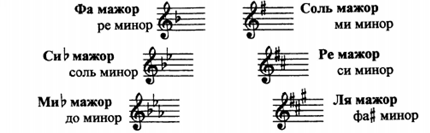 Фа мажор
ре минор
Соль мажор
ми минор
Си♭ мажор
соль минор
Ре мажор
си минор
Ми♭ мажор
до минор
Ля мажор
фа♯ минор